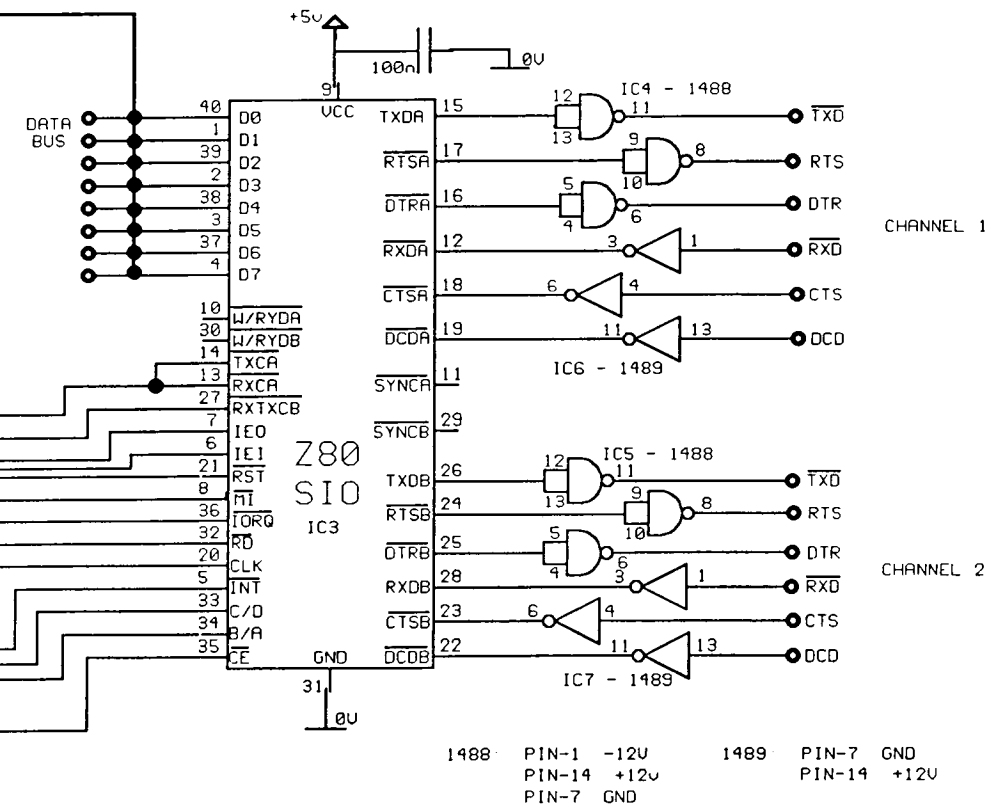 +5v
100n
0V
9
VCC
DATA
BUS
40 D0
1 D1
39 D2
2 D3
38 D4
3 D5
37 D6
4 D7
10 W/RYDA
30 W/RYDB
14 TXCA
13 RXCA
27 RXTXCB
7 IEO
6 IEI
21 RST
8 MI
36 IORQ
32 RD
20 CLK
5 INT
33 C/D
34 B/A
35 CE
Z80
SIO
IC3
GND
31
0V
IC4 - 1488
TXDA 15 12 13 11 TXD
RTSA 17 9 10 8 RTS
DTRA 16 5 4 6 DTR
RXDA 12 3 1 RXD
CTSA 18 6 4 CTS
DCDA 19 11 13 DCD
IC6 - 1489
SYNCA 11
SYNCB 29
CHANNEL 1
IC5 - 1488
TXDB 26 12 13 11 TXD
RTSB 24 9 10 8 RTS
DTRB 25 5 4 6 DTR
RXDB 28 3 1 RXD
CTSB 23 6 4 CTS
DCDB 22 11 13 DCD
IC7 - 1489
CHANNEL 2
1488 PIN-1 -12V
PIN-14 +12v
PIN-7 GND
1489 PIN-7 GND
PIN-14 +12V